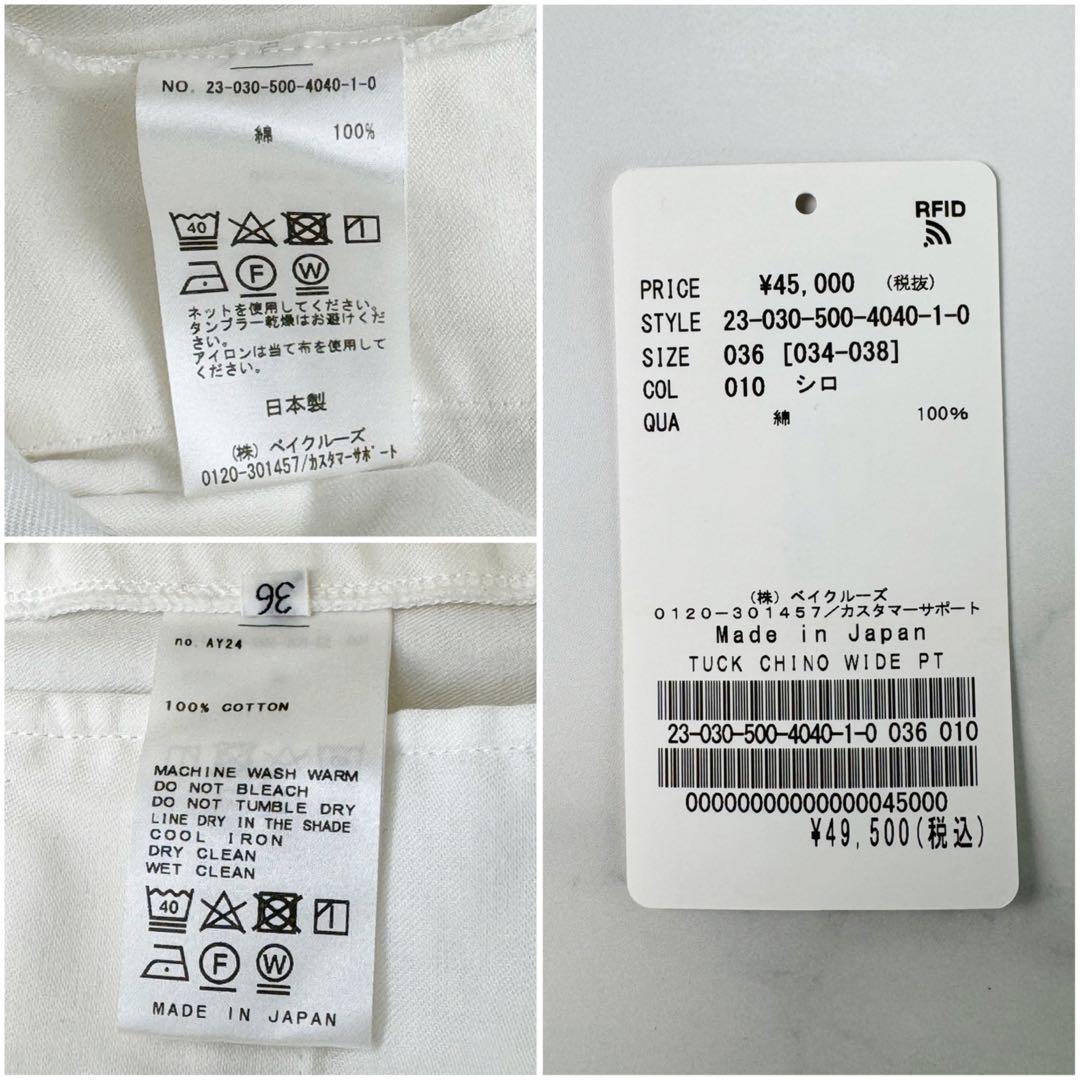 NO. 23-030-500-4040-1-0
綿 100%
40
F W
ネットを使用してください。
タンブラー乾燥はお避けくだ
さい。
アイロンは当て布を使用して
ください。
日本製
(株) ベイクルーズ
0120-301457/カスタマーサポート
36
no. AY24
100% COTTON
MACHINE WASH WARM
DO NOT BLEACH
DO NOT TUMBLE DRY
LINE DRY IN THE SHADE
COOL IRON
DRY CLEAN
WET CLEAN
40
F W
MADE IN JAPAN
RFID
PRICE ¥45,000 (税抜)
STYLE 23-030-500-4040-1-0
SIZE 036 [034-038]
COL 010 シロ
QUA 綿 100%
(株) ベイクルーズ
0120-301457/カスタマーサポート
Made in Japan
TUCK CHINO WIDE PT
23-030-500-4040-1-0 036 010
00000000000000045000
¥49,500(税込)